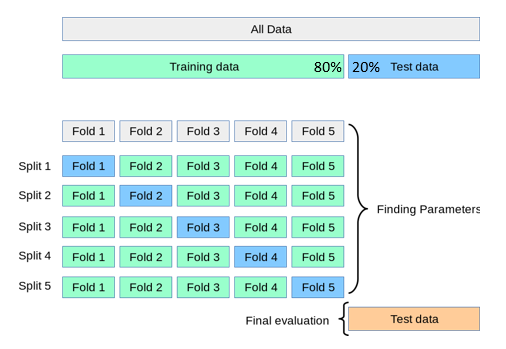 All Data
Training data 80% 20% Test data
Fold 1 Fold 2 Fold 3 Fold 4 Fold 5
Split 1 Fold 1 Fold 2 Fold 3 Fold 4 Fold 5
Split 2 Fold 1 Fold 2 Fold 3 Fold 4 Fold 5
Finding Parameters
Split 3 Fold 1 Fold 2 Fold 3 Fold 4 Fold 5
Split 4 Fold 1 Fold 2 Fold 3 Fold 4 Fold 5
Split 5 Fold 1 Fold 2 Fold 3 Fold 4 Fold 5
Final evaluation Test data